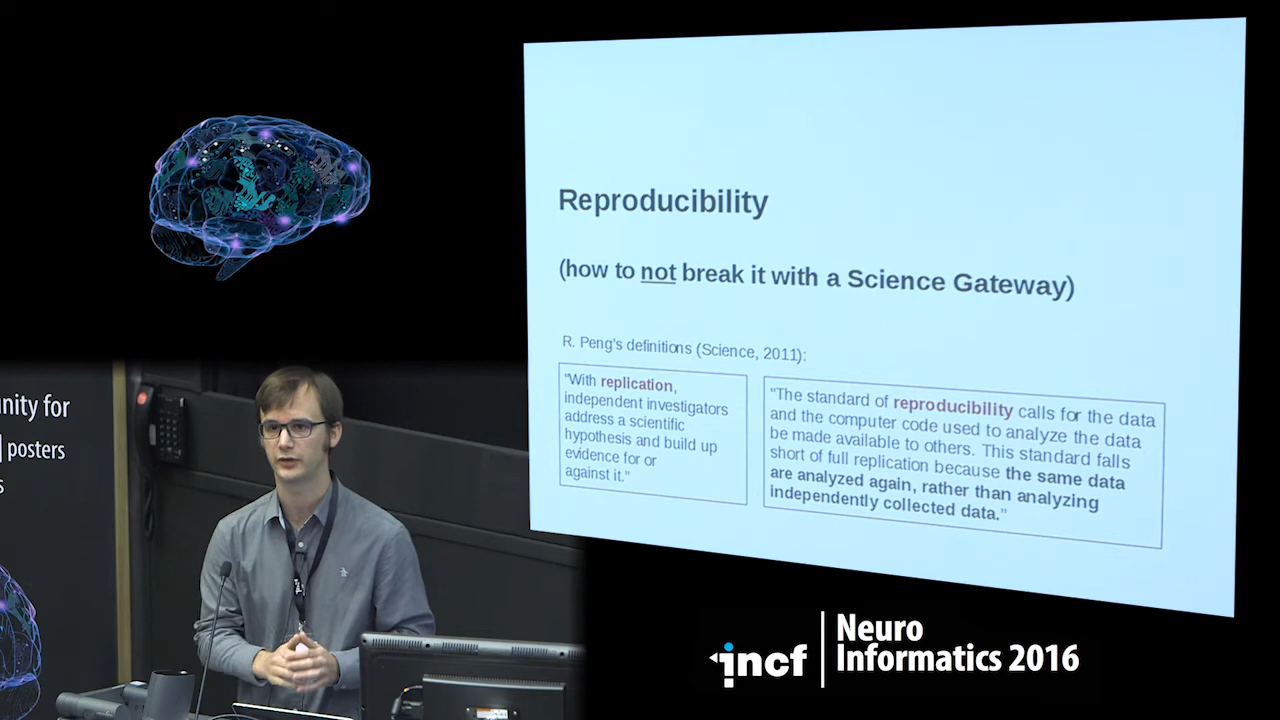 Reproducibility
(how to not break it with a Science Gateway)
R. Peng's definitions (Science, 2011):
“With replication,
independent investigators
address a scientific
hypothesis and build up
evidence for or
against it.”
“The standard of reproducibility calls for the data
and the computer code used to analyze the data
be made available to others. This standard falls
short of full replication because the same data
are analyzed again, rather than analyzing
independently collected data.”
nity for
posters
s
incf
Neuro
Informatics 2016